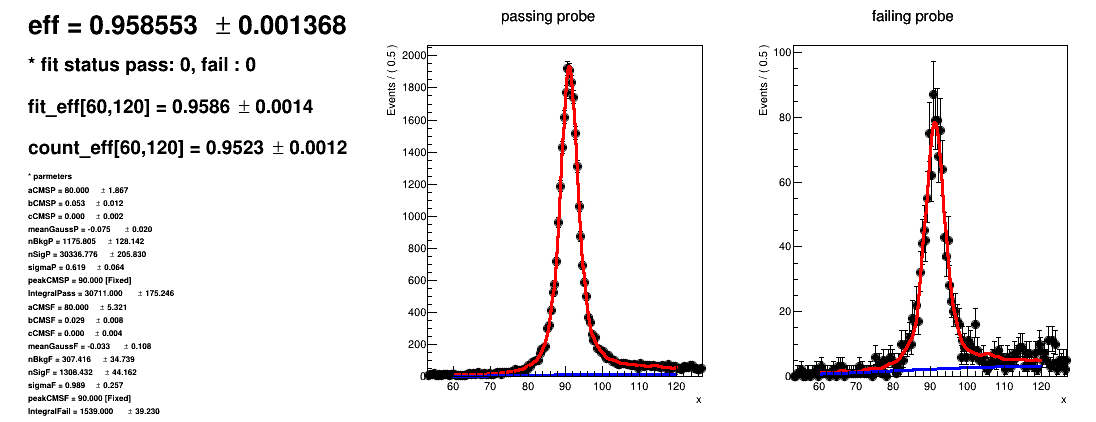 eff = 0.958553 ± 0.001368
* fit status pass: 0, fail : 0
fit_eff[60,120] = 0.9586 ± 0.0014
count_eff[60,120] = 0.9523 ± 0.0012
* parmeters
aCMSP = 80.000 ± 1.867
bCMSP = 0.053 ± 0.012
cCMSP = 0.000 ± 0.002
meanGaussP = -0.075 ± 0.020
nBkgP = 1175.805 ± 128.142
nSigP = 30336.776 ± 205.830
sigmaP = 0.619 ± 0.064
peakCMSP = 90.000 [Fixed]
IntegralPass = 30711.000 ± 175.246
aCMSF = 80.000 ± 5.321
bCMSF = 0.029 ± 0.008
cCMSF = 0.000 ± 0.004
meanGaussF = -0.033 ± 0.108
nBkgF = 307.416 ± 34.739
nSigF = 1308.432 ± 44.162
sigmaF = 0.989 ± 0.257
peakCMSF = 90.000 [Fixed]
IntegralFail = 1539.000 ± 39.230
passing probe
Events / ( 0.5 )
2000
1800
1600
1400
1200
1000
800
600
400
200
0
60 70 80 90 100 110 120
x
failing probe
Events / ( 0.5 )
100
80
60
40
20
0
60 70 80 90 100 110 120
x